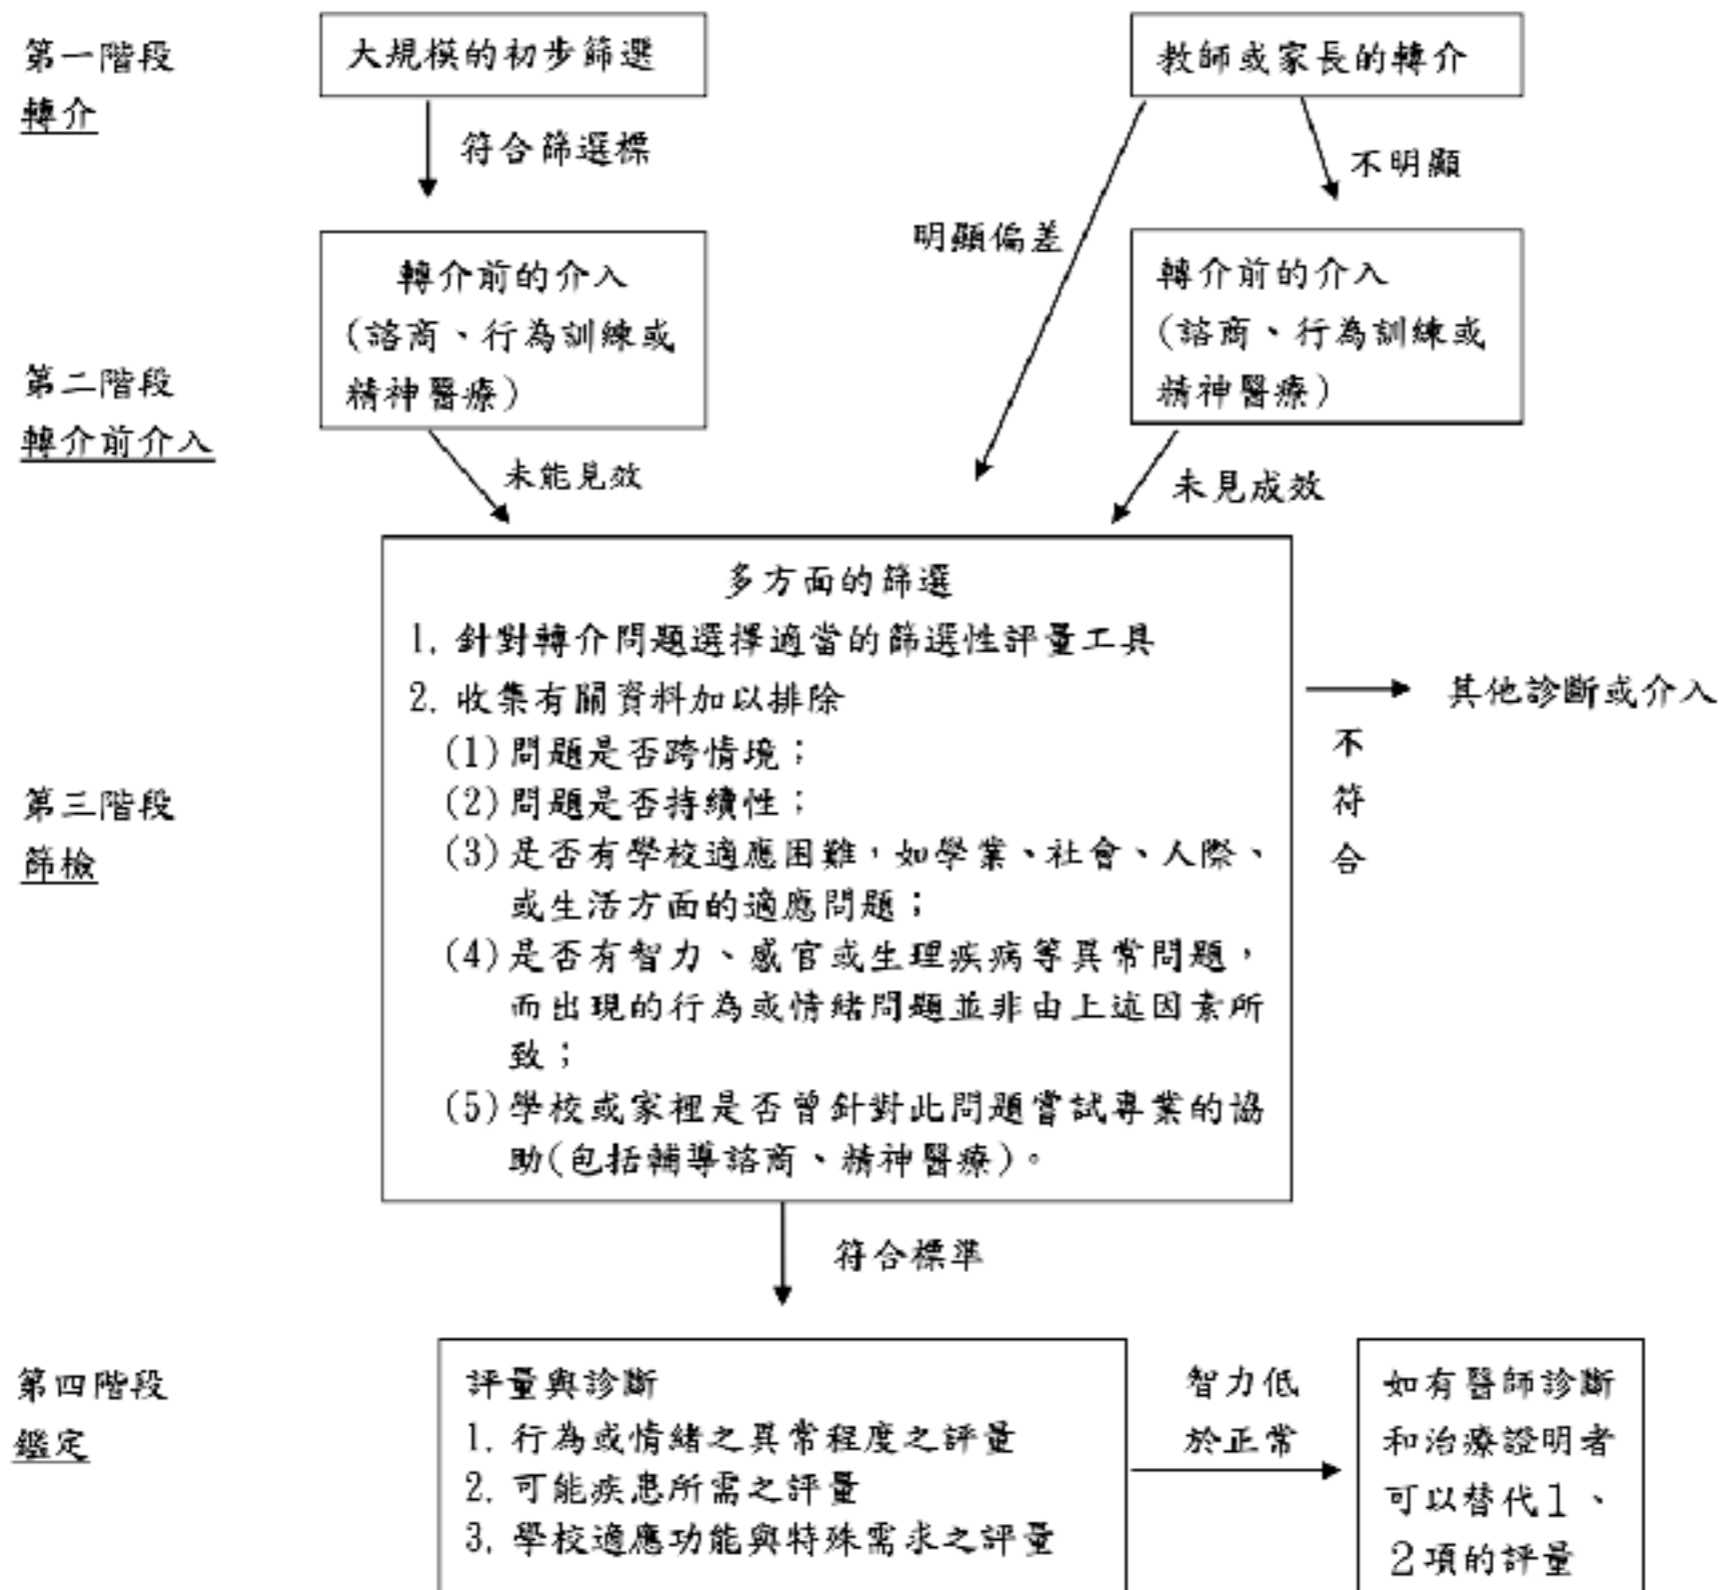 第一階段
轉介
大規模的初步篩選
教師或家長的轉介
符合篩選標
不明顯
明顯偏差
轉介前的介入
(諮商、行為訓練或
精神醫療)
轉介前的介入
(諮商、行為訓練或
精神醫療)
第二階段
轉介前介入
未能見效
未見成效
多方面的篩選
1. 針對轉介問題選擇適當的篩選性評量工具
2. 收集有關資料加以排除
(1)問題是否跨情境；
(2)問題是否持續性；
(3)是否有學校適應困難，如學業、社會、人際、
或生活方面的適應問題；
(4)是否有智力、感官或生理疾病等異常問題，
而出現的行為或情緒問題並非由上述因素所
致；
(5)學校或家裡是否曾針對此問題嘗試專業的協
助(包括輔導諮商、精神醫療)。
其他診斷或介入
不
符
合
第三階段
篩檢
符合標準
第四階段
鑑定
評量與診斷
1. 行為或情緒之異常程度之評量
2. 可能疾患所需之評量
3. 學校適應功能與特殊需求之評量
智力低
於正常
如有醫師診斷
和治療證明者
可以替代1、
2項的評量